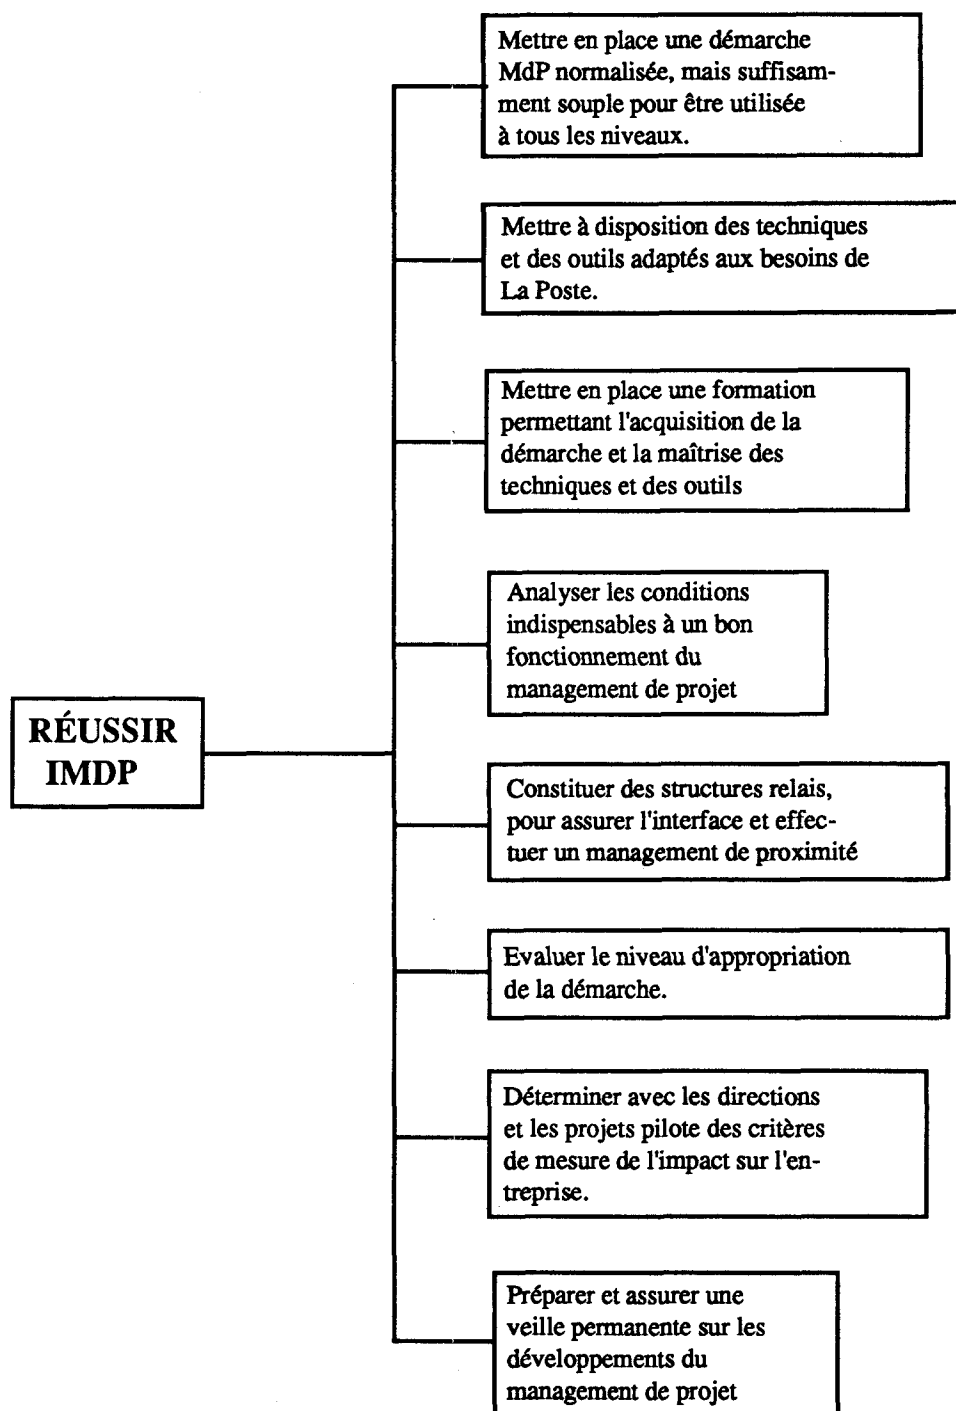 Mettre en place une démarche
MdP normalisée, mais suffisam-
ment souple pour être utilisée
à tous les niveaux.
Mettre à disposition des techniques
et des outils adaptés aux besoins de
La Poste.
Mettre en place une formation
permettant l'acquisition de la
démarche et la maîtrise des
techniques et des outils
Analyser les conditions
indispensables à un bon
fonctionnement du
management de projet
RÉUSSIR
IMDP
Constituer des structures relais,
pour assurer l'interface et effec-
tuer un management de proximité
Evaluer le niveau d'appropriation
de la démarche.
Déterminer avec les directions
et les projets pilote des critères
de mesure de l'impact sur l'en-
treprise.
Préparer et assurer une
veille permanente sur les
développements du
management de projet